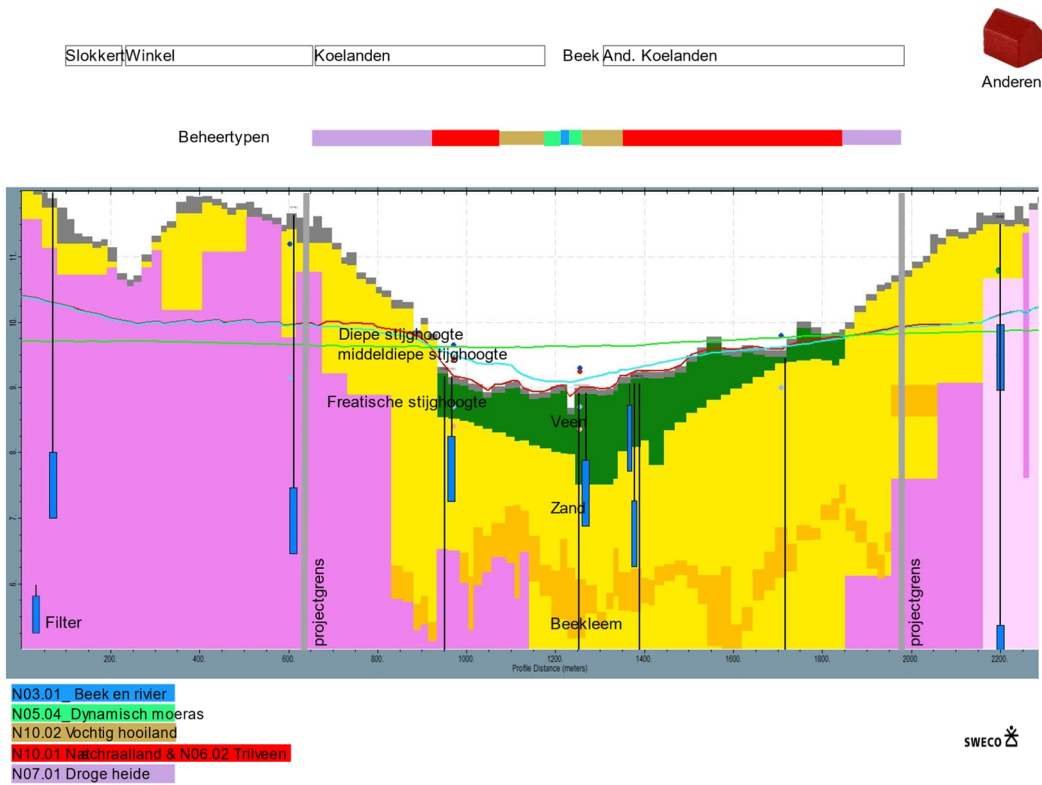 Slokkert Winkel Koelanden Beek And. Koelanden
Anderen
Beheertypen
11.
10.
9.
8.
7.
6.
Diepe stijghoogte
middeldiepe stijghoogte
Freatische stijghoogte
Veen
Zand
Beekleem
Filter
projectgrens
projectgrens
200. 400. 600. 800. 1000. 1200. 1400. 1600. 1800. 2000. 2200.
Profile Distance (meters)
N03.01_ Beek en rivier
N05.04_Dynamisch moeras
N10.02 Vochtig hooiland
N10.01 Natschraalland & N06.02 Trilveen
N07.01 Droge heide
SWECO